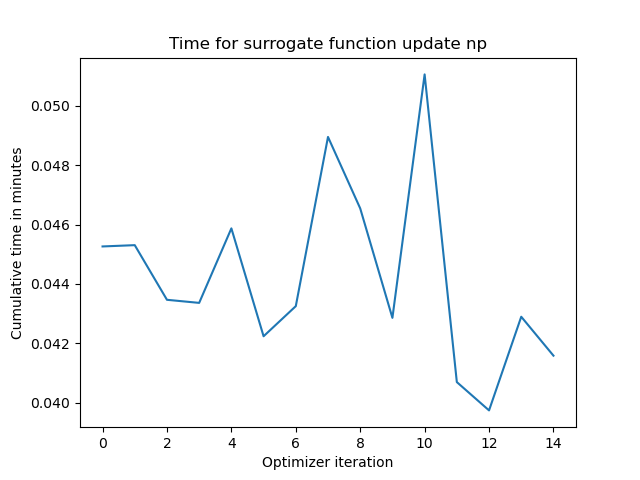 Time for surrogate function update np
Cumulative time in minutes
0.050
0.048
0.046
0.044
0.042
0.040
0 2 4 6 8 10 12 14
Optimizer iteration